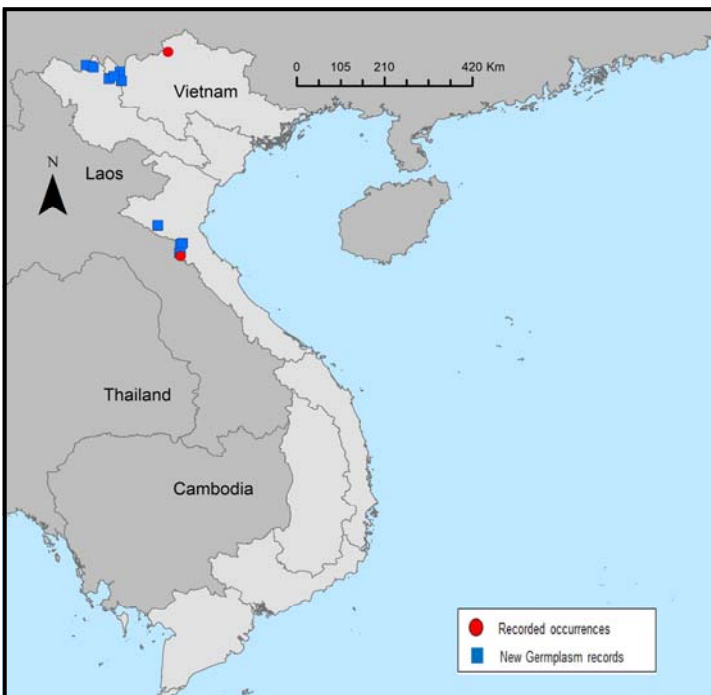 0 105 210 420 Km
Vietnam
N
Laos
Thailand
Cambodia
Recorded occurrences
New Germplasm records